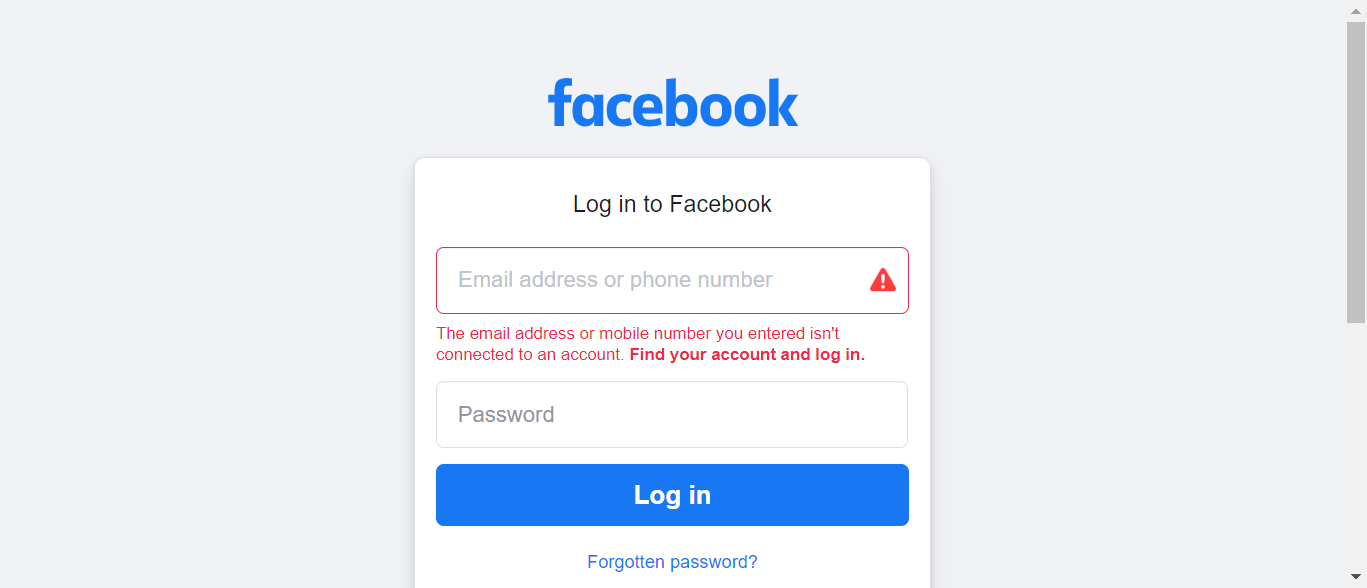 facebook
Log in to Facebook
Email address or phone number
The email address or mobile number you entered isn't
connected to an account. Find your account and log in.
Password
Log in
Forgotten password?